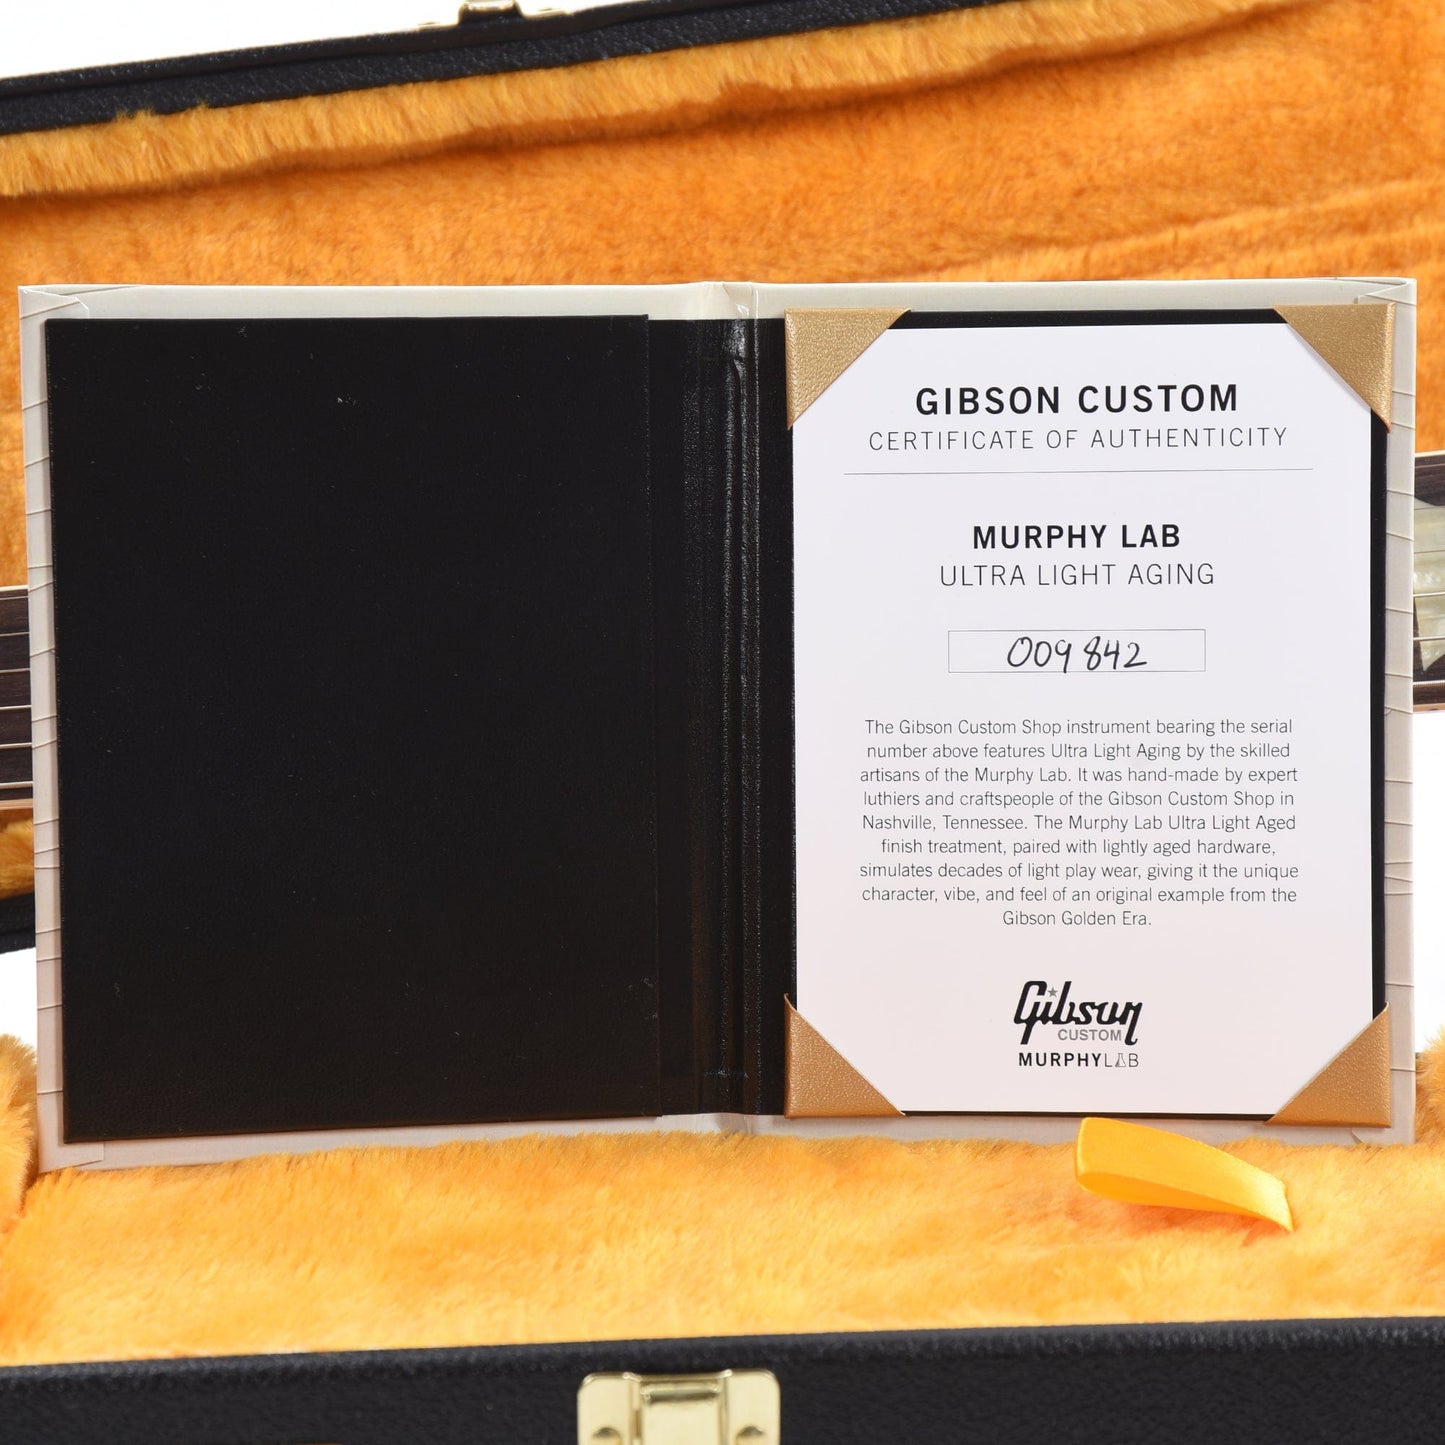 GIBSON CUSTOM
CERTIFICATE OF AUTHENTICITY
MURPHY LAB
ULTRA LIGHT AGING
009842
The Gibson Custom Shop instrument bearing the serial
number above features Ultra Light Aging by the skilled
artisans of the Murphy Lab. It was hand-made by expert
luthiers and craftspeople of the Gibson Custom Shop in
Nashville, Tennessee. The Murphy Lab Ultra Light Aged
finish treatment, paired with lightly aged hardware,
simulates decades of light play wear, giving it the unique
character, vibe, and feel of an original example from the
Gibson Golden Era.
Gibson
CUSTOM
MURPHYLAB